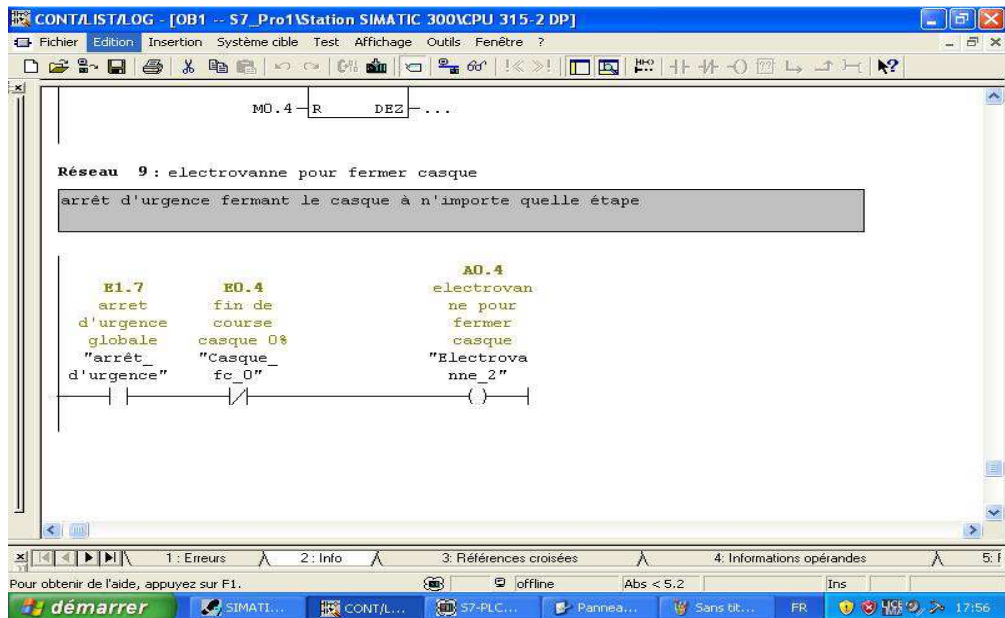 CONT/LIST/LOG - [OB1 -- S7_Pro1\Station SIMATIC 300\CPU 315-2 DP]
Fichier Edition Insertion Système cible Test Affichage Outils Fenêtre ?
M0.4 R DEZ ...
Réseau 9 : electrovanne pour fermer casque
arrêt d'urgence fermant le casque à n'importe quelle étape
E1.7
arret
d'urgence
globale
"arrêt_
d'urgence"
E0.4
fin de
course
casque 0%
"Casque_
fc_0"
A0.4
electrovan
ne pour
fermer
casque
"Electrova
nne_2"
1 : Erreurs 2 : Info 3: Références croisées 4: Informations opérandes 5: F
Pour obtenir de l'aide, appuyez sur F1. offline Abs < 5.2 Ins
démarrer SIMATI... CONT/L... S7-PLC... Pannea... Sans tit... FR 17:56